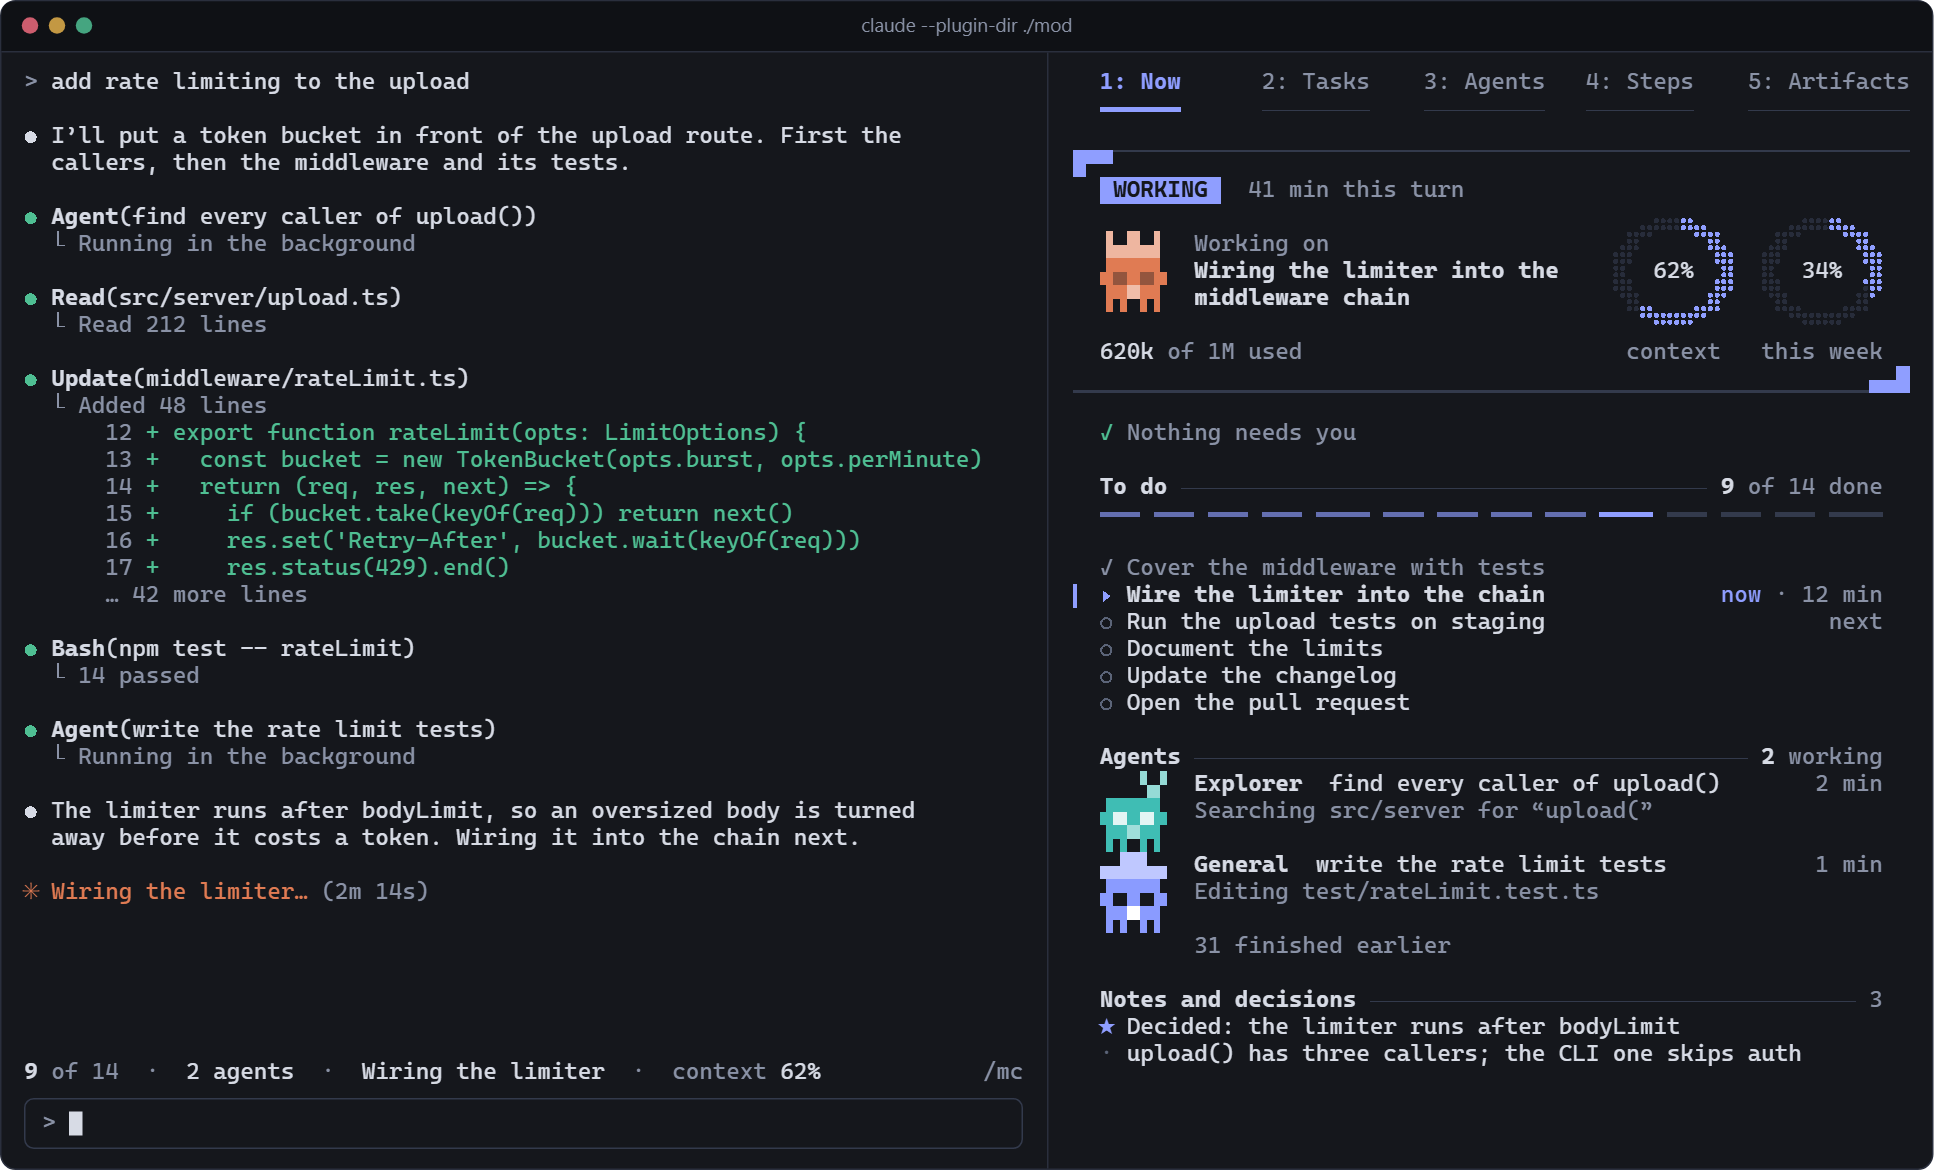 claude --plugin-dir ./mod
> add rate limiting to the upload
● I’ll put a token bucket in front of the upload route. First the
callers, then the middleware and its tests.
● Agent(find every caller of upload())
└ Running in the background
● Read(src/server/upload.ts)
└ Read 212 lines
● Update(middleware/rateLimit.ts)
└ Added 48 lines
12 + export function rateLimit(opts: LimitOptions) {
13 +   const bucket = new TokenBucket(opts.burst, opts.perMinute)
14 +   return (req, res, next) => {
15 +     if (bucket.take(keyOf(req))) return next()
16 +     res.set('Retry-After', bucket.wait(keyOf(req)))
17 +     res.status(429).end()
… 42 more lines
● Bash(npm test -- rateLimit)
└ 14 passed
● Agent(write the rate limit tests)
└ Running in the background
● The limiter runs after bodyLimit, so an oversized body is turned
away before it costs a token. Wiring it into the chain next.
✳ Wiring the limiter… (2m 14s)
9 of 14 · 2 agents · Wiring the limiter · context 62% /mc
>
1: Now 2: Tasks 3: Agents 4: Steps 5: Artifacts
WORKING 41 min this turn
Working on
Wiring the limiter into the
middleware chain
62% 34%
620k of 1M used context this week
✓ Nothing needs you
To do 9 of 14 done
✓ Cover the middleware with tests
▸ Wire the limiter into the chain now · 12 min
○ Run the upload tests on staging next
○ Document the limits
○ Update the changelog
○ Open the pull request
Agents 2 working
Explorer find every caller of upload() 2 min
Searching src/server for “upload(”
General write the rate limit tests 1 min
Editing test/rateLimit.test.ts
31 finished earlier
Notes and decisions 3
★ Decided: the limiter runs after bodyLimit
· upload() has three callers; the CLI one skips auth